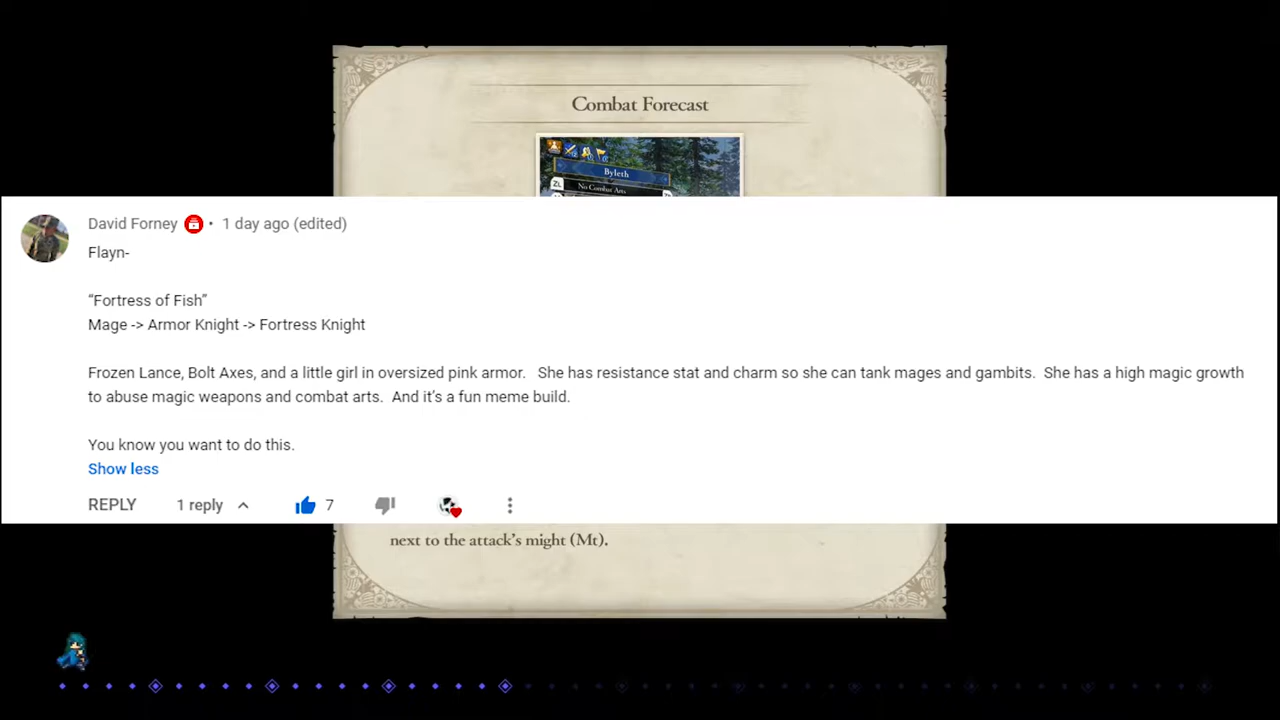 Combat Forecast
Byleth
ZL
No Combat Arts
David Forney • 1 day ago (edited)
Flayn-
“Fortress of Fish”
Mage -> Armor Knight -> Fortress Knight
Frozen Lance, Bolt Axes, and a little girl in oversized pink armor. She has resistance stat and charm so she can tank mages and gambits. She has a high magic growth
to abuse magic weapons and combat arts. And it’s a fun meme build.
You know you want to do this.
Show less
REPLY 1 reply 7
next to the attack’s might (Mt).